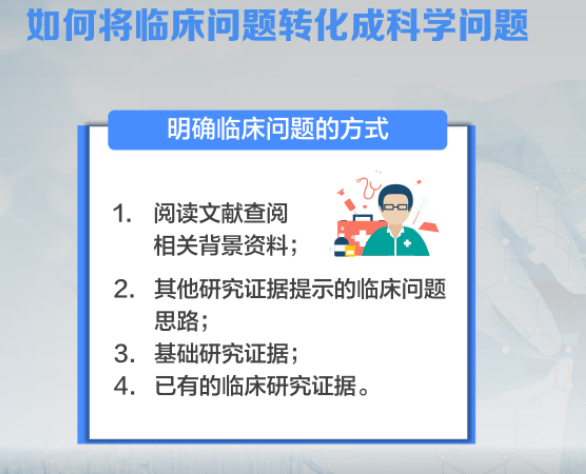 如何将临床问题转化成科学问题
明确临床问题的方式
1. 阅读文献查阅
相关背景资料；
2. 其他研究证据提示的临床问题
思路；
3. 基础研究证据；
4. 已有的临床研究证据。